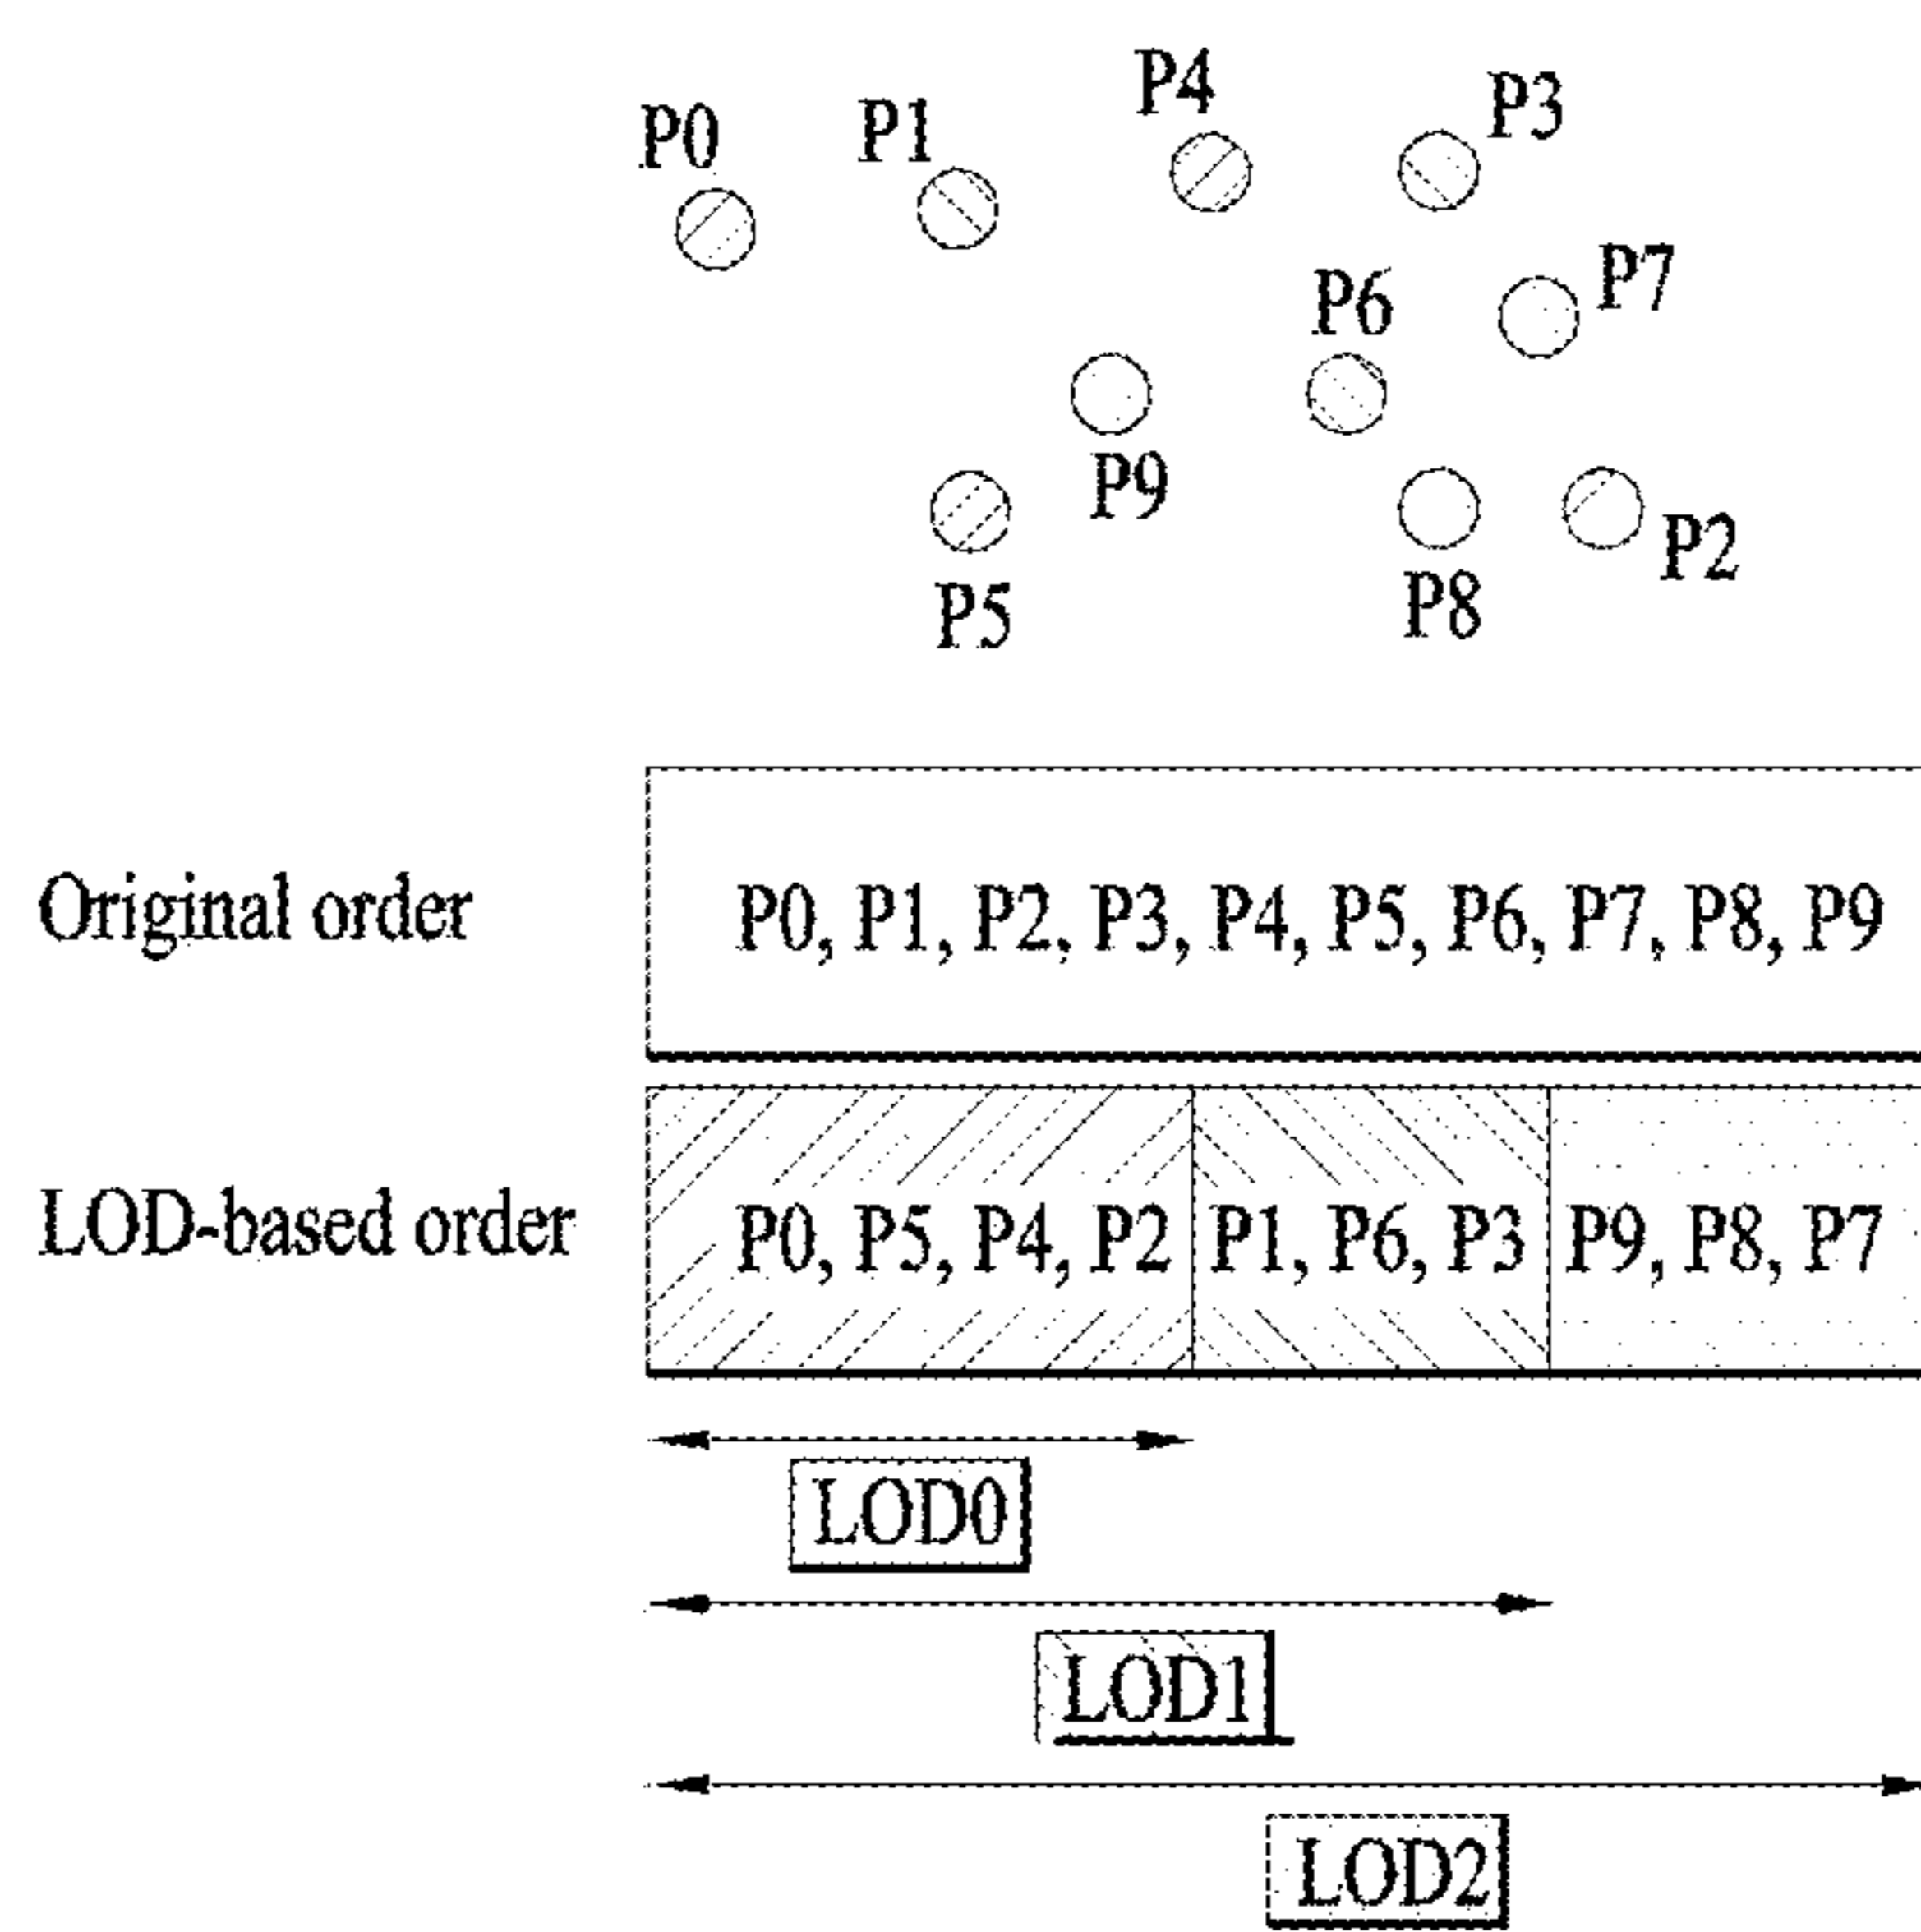 P4
P3
P0
P1
P7
P6
P9
P2
P5
P8
Original order
P0, P1, P2, P3, P4, P5, P6, P7, P8, P9
LOD-based order
P0, P5, P4, P2
P1, P6, P3
P9, P8, P7
LOD0
LOD1
LOD2